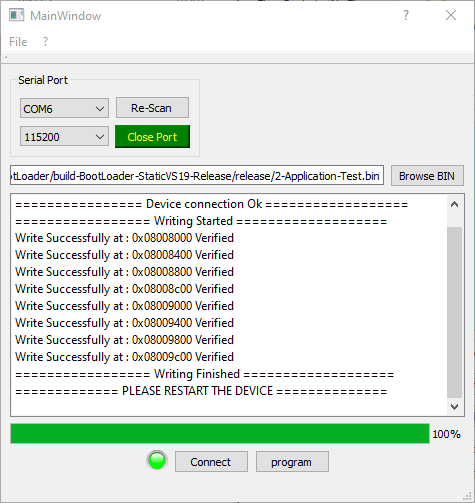 MainWindow
File ?
Serial Port
COM6 Re-Scan
115200 Close Port
otLoader/build-BootLoader-StaticVS19-Release/release/2-Application-Test.bin Browse BIN
================ Device connection Ok ==================
================= Writing Started ===================
Write Successfully at : 0x08008000 Verified
Write Successfully at : 0x08008400 Verified
Write Successfully at : 0x08008800 Verified
Write Successfully at : 0x08008c00 Verified
Write Successfully at : 0x08009000 Verified
Write Successfully at : 0x08009400 Verified
Write Successfully at : 0x08009800 Verified
Write Successfully at : 0x08009c00 Verified
================= Writing Finished ===================
============= PLEASE RESTART THE DEVICE ==============
100%
Connect program